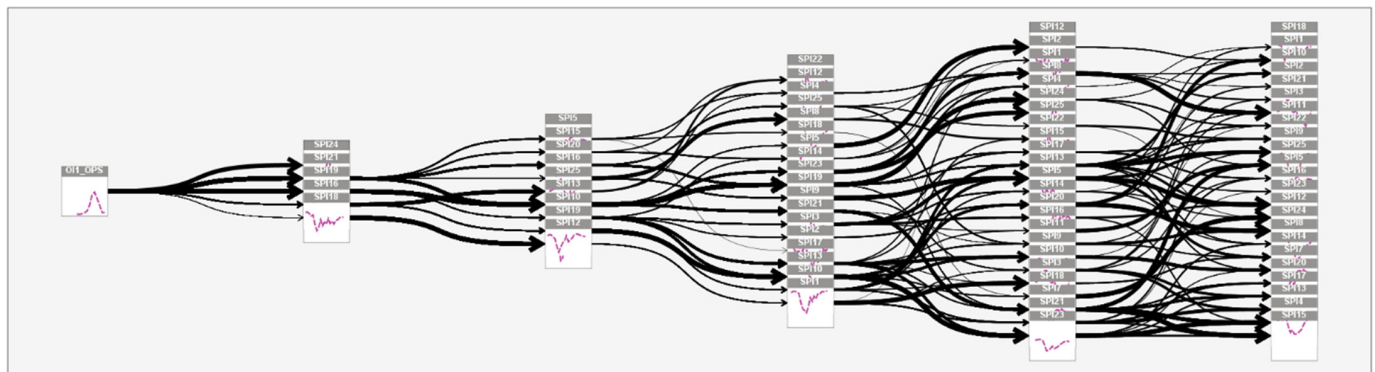 OI1_OPS
SPI24
SPI21
SPI19
SPI16
SPI18
SPI5
SPI15
SPI20
SPI16
SPI25
SPI13
SPI10
SPI19
SPI12
SPI22
SPI12
SPI4
SPI25
SPI8
SPI18
SPI5
SPI14
SPI23
SPI19
SPI9
SPI21
SPI3
SPI2
SPI17
SPI13
SPI10
SPI1
SPI12
SPI2
SPI1
SPI8
SPI4
SPI24
SPI25
SPI22
SPI15
SPI17
SPI13
SPI5
SPI14
SPI20
SPI16
SPI11
SPI9
SPI10
SPI3
SPI18
SPI7
SPI21
SPI23
SPI18
SPI1
SPI10
SPI2
SPI21
SPI3
SPI11
SPI22
SPI9
SPI25
SPI5
SPI16
SPI23
SPI12
SPI24
SPI8
SPI14
SPI7
SPI20
SPI17
SPI13
SPI4
SPI15